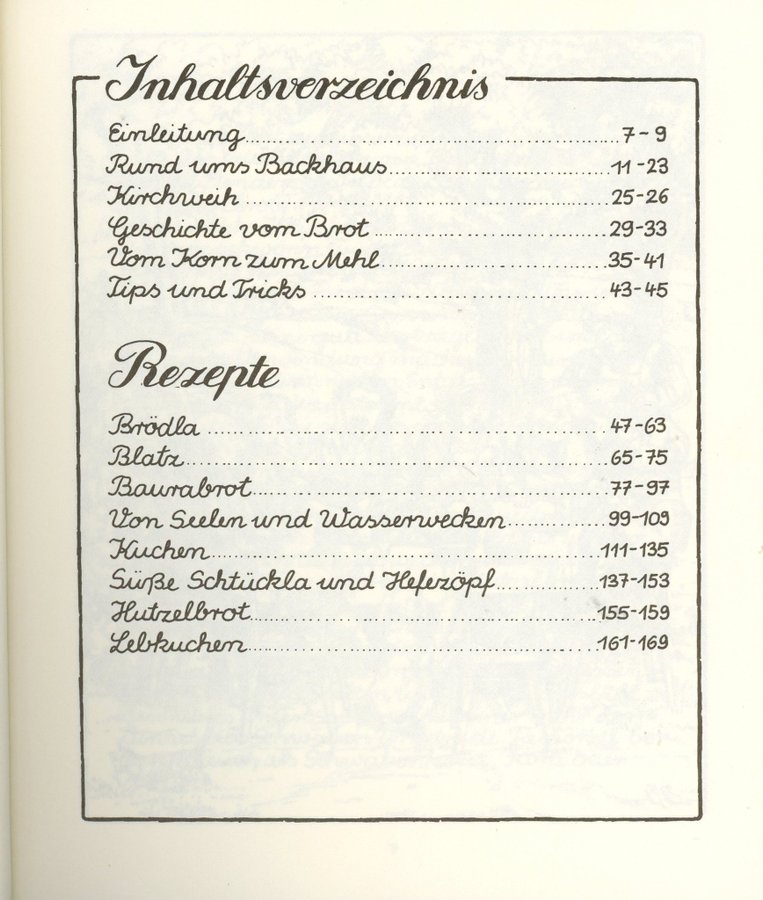 Inhaltsverzeichnis
Einleitung 7-9
Rund ums Backhaus 11-23
Kirchweih 25-26
Geschichte vom Brot 29-33
Vom Korn zum Mehl 35-41
Tips und Tricks 43-45
Rezepte
Brödla 47-63
Blatz 65-75
Baurabrot 77-97
Von Seelen und Wasserwecken 99-109
Kuchen 111-135
Süße Schtückla und Hefezöpf 137-153
Hutzelbrot 155-159
Lebkuchen 161-169